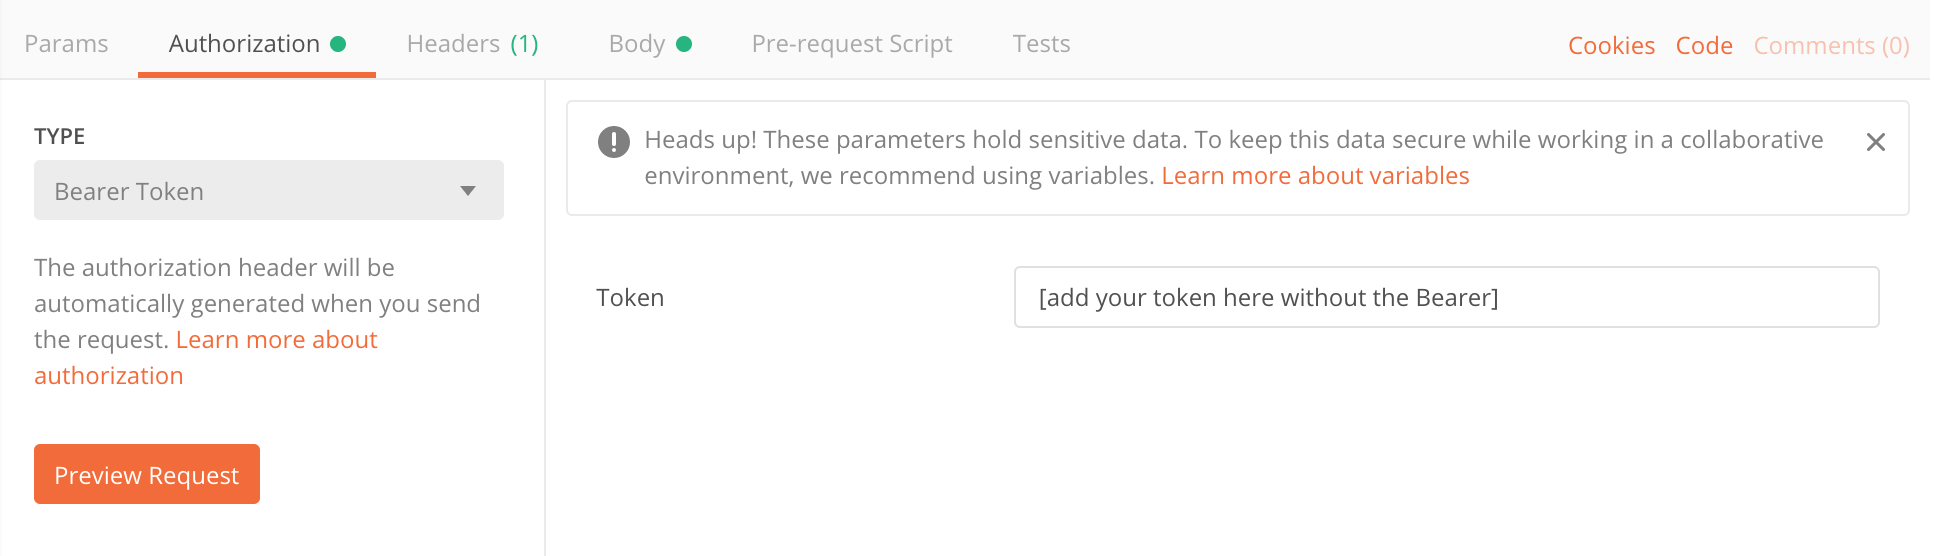 Params Authorization Headers (1) Body Pre-request Script Tests Cookies Code Comments (0)
TYPE
Bearer Token
The authorization header will be
automatically generated when you send
the request. Learn more about
authorization
Preview Request
Heads up! These parameters hold sensitive data. To keep this data secure while working in a collaborative
environment, we recommend using variables. Learn more about variables
Token
[add your token here without the Bearer]